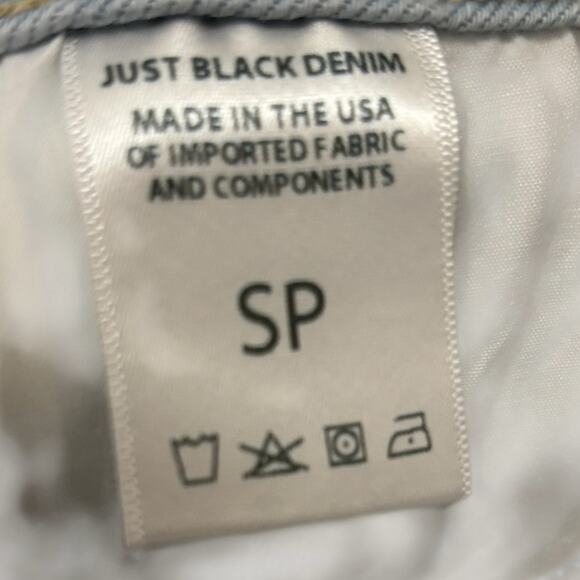 JUST BLACK DENIM
MADE IN THE USA
OF IMPORTED FABRIC
AND COMPONENTS
SP